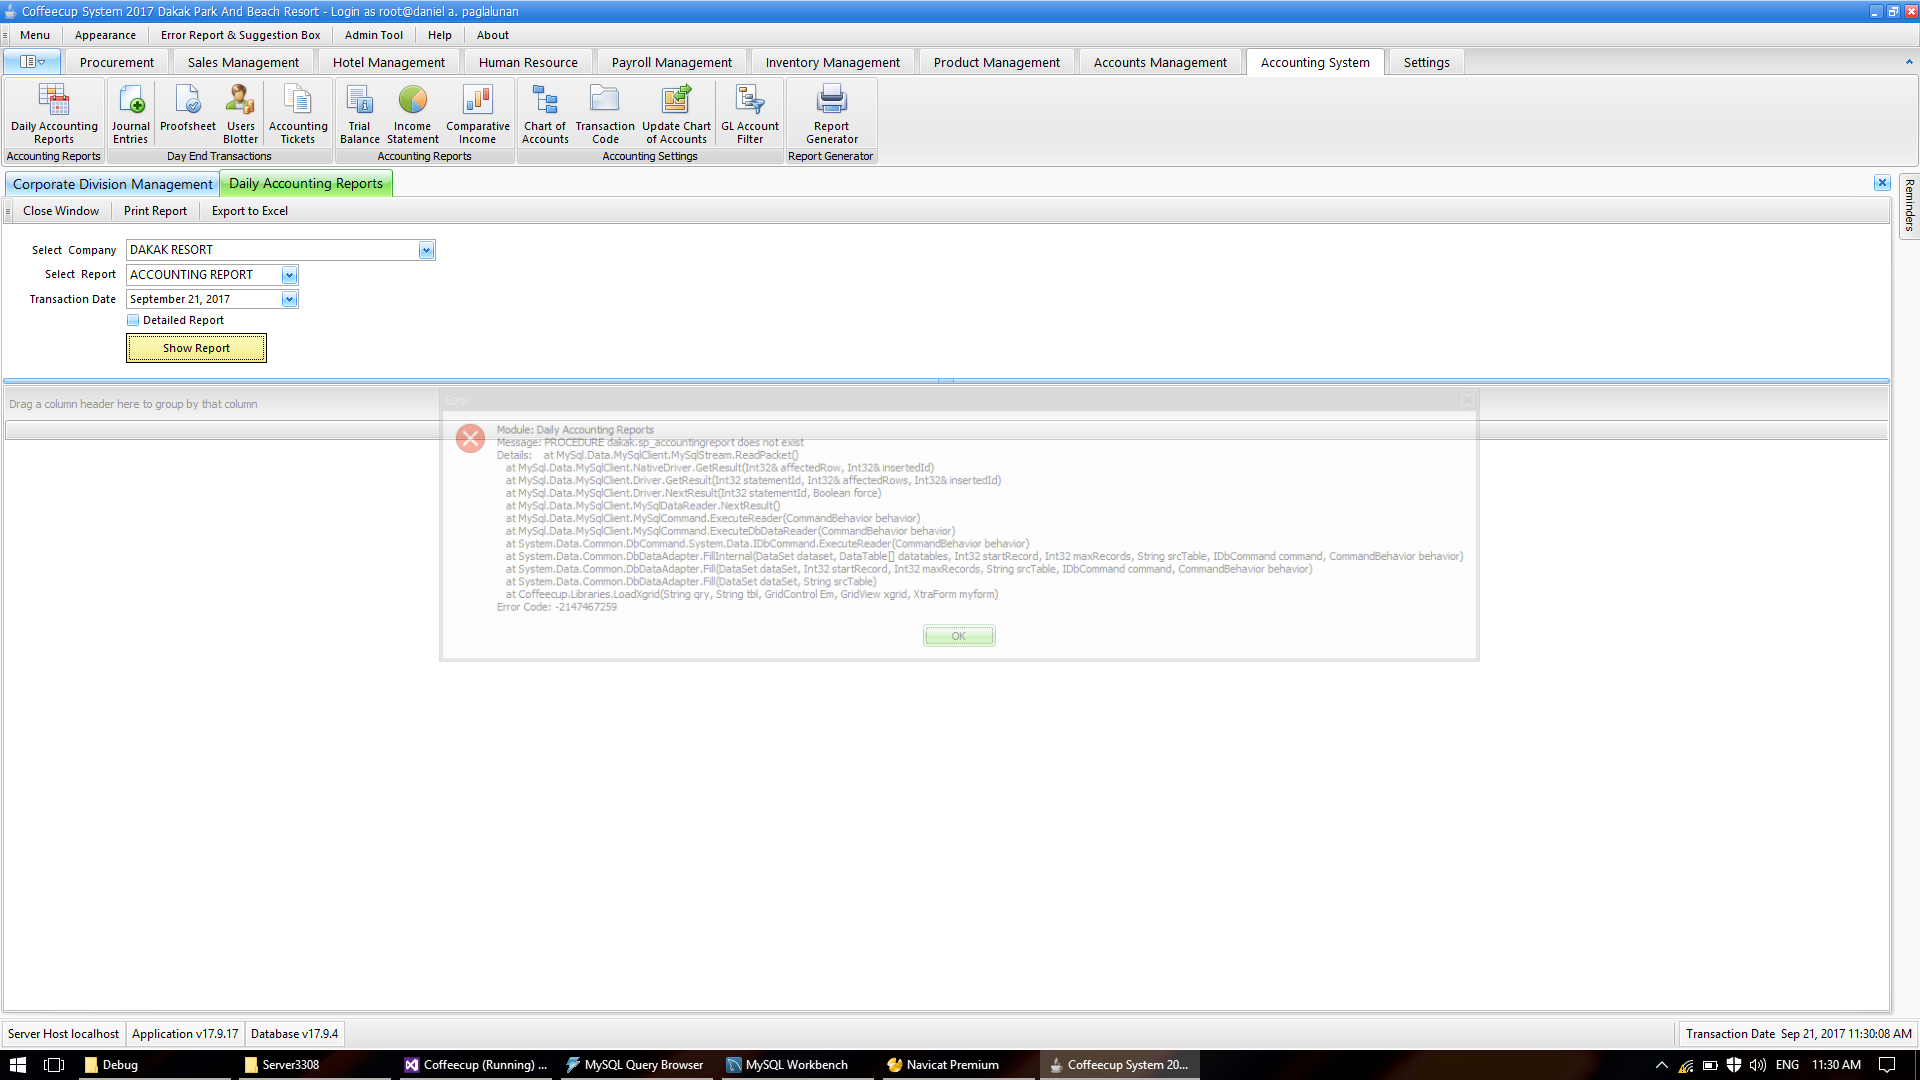 Coffeecup System 2017 Dakak Park And Beach Resort - Login as root@daniel a. paglalunan
Menu Appearance Error Report & Suggestion Box Admin Tool Help About
Procurement Sales Management Hotel Management Human Resource Payroll Management Inventory Management Product Management Accounts Management Accounting System Settings
Daily Accounting Reports
Journal Entries
Proofsheet
Users Blotter
Accounting Tickets
Trial Balance
Income Statement
Comparative Income
Chart of Accounts
Transaction Code
Update Chart of Accounts
GL Account Filter
Report Generator
Accounting Reports Day End Transactions Accounting Reports Accounting Settings Report Generator
Corporate Division Management Daily Accounting Reports
Reminders
Close Window Print Report Export to Excel
Select Company DAKAK RESORT
Select Report ACCOUNTING REPORT
Transaction Date September 21, 2017
Detailed Report
Show Report
Drag a column header here to group by that column
Error
Module: Daily Accounting Reports
Message: PROCEDURE dakak.sp_accountingreport does not exist
Details: at MySql.Data.MySqlClient.MySqlStream.ReadPacket()
at MySql.Data.MySqlClient.NativeDriver.GetResult(Int32& affectedRow, Int32& insertedId)
at MySql.Data.MySqlClient.Driver.GetResult(Int32 statementId, Int32& affectedRows, Int32& insertedId)
at MySql.Data.MySqlClient.Driver.NextResult(Int32 statementId, Boolean force)
at MySql.Data.MySqlClient.MySqlDataReader.NextResult()
at MySql.Data.MySqlClient.MySqlCommand.ExecuteReader(CommandBehavior behavior)
at MySql.Data.MySqlClient.MySqlCommand.ExecuteDbDataReader(CommandBehavior behavior)
at System.Data.Common.DbCommand.System.Data.IDbCommand.ExecuteReader(CommandBehavior behavior)
at System.Data.Common.DbDataAdapter.FillInternal(DataSet dataset, DataTable[] datatables, Int32 startRecord, Int32 maxRecords, String srcTable, IDbCommand command, CommandBehavior behavior)
at System.Data.Common.DbDataAdapter.Fill(DataSet dataSet, Int32 startRecord, Int32 maxRecords, String srcTable, IDbCommand command, CommandBehavior behavior)
at System.Data.Common.DbDataAdapter.Fill(DataSet dataSet, String srcTable)
at Coffeecup.Libraries.LoadXgrid(String qry, String tbl, GridControl Em, GridView xgrid, XtraForm myform)
Error Code: -2147467259
OK
Server Host localhost Application v17.9.17 Database v17.9.4 Transaction Date Sep 21, 2017 11:30:08 AM
Debug Server3308 Coffeecup (Running) ... MySQL Query Browser MySQL Workbench Navicat Premium Coffeecup System 20... ENG 11:30 AM